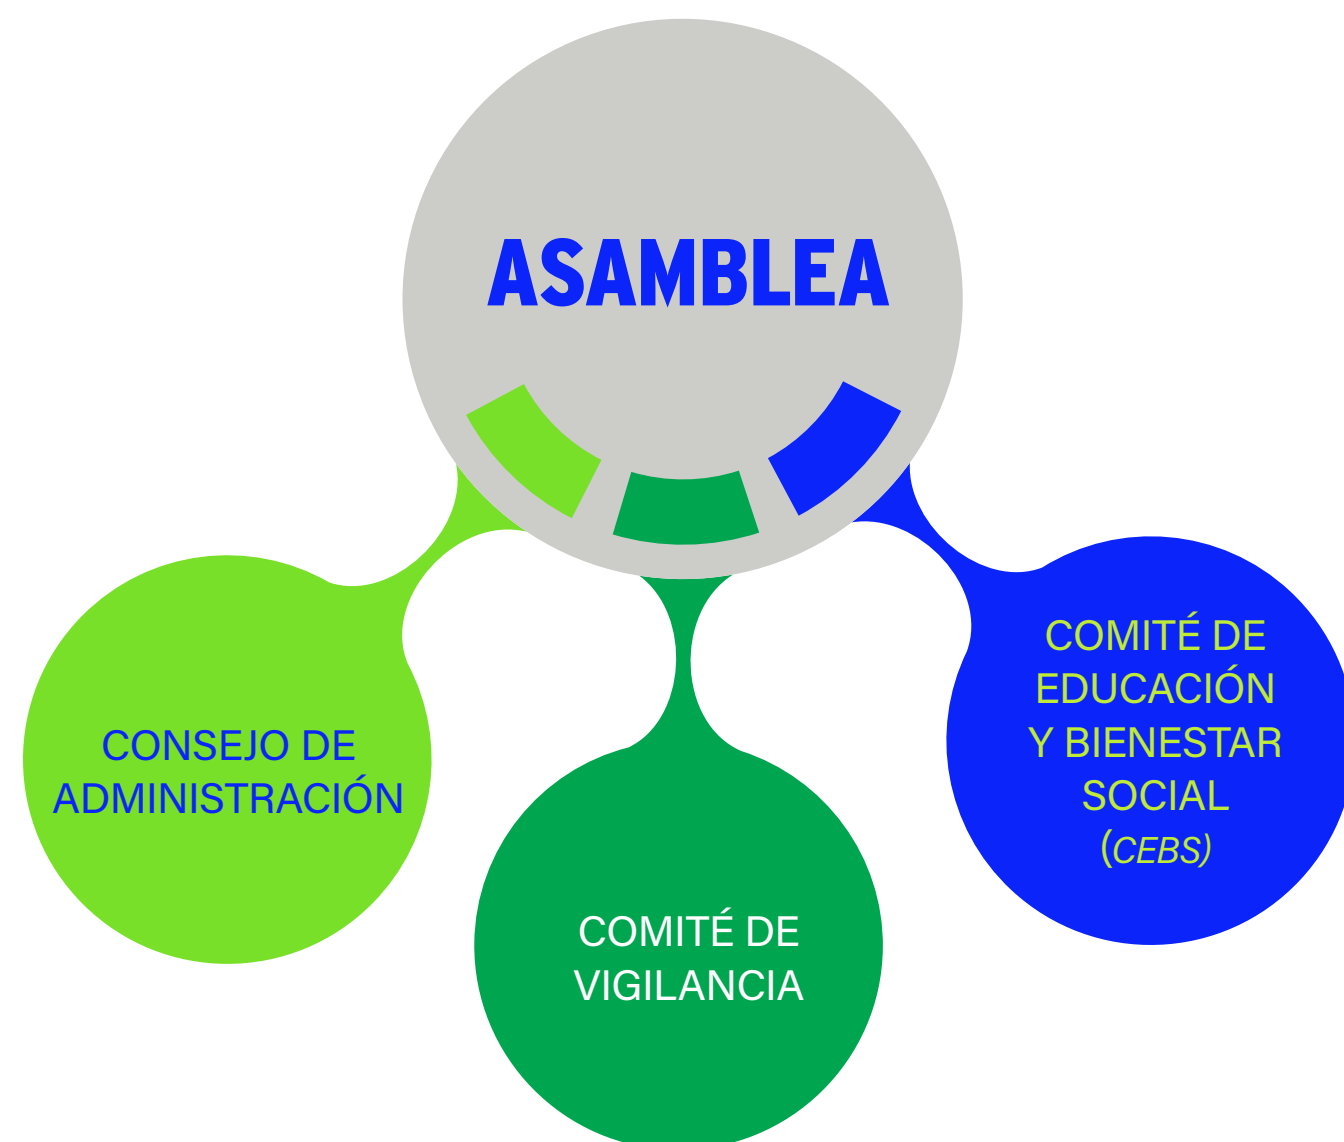 ASAMBLEA
CONSEJO DE
ADMINISTRACIÓN
COMITÉ DE
VIGILANCIA
COMITÉ DE
EDUCACIÓN
Y BIENESTAR
SOCIAL
(CEBS)